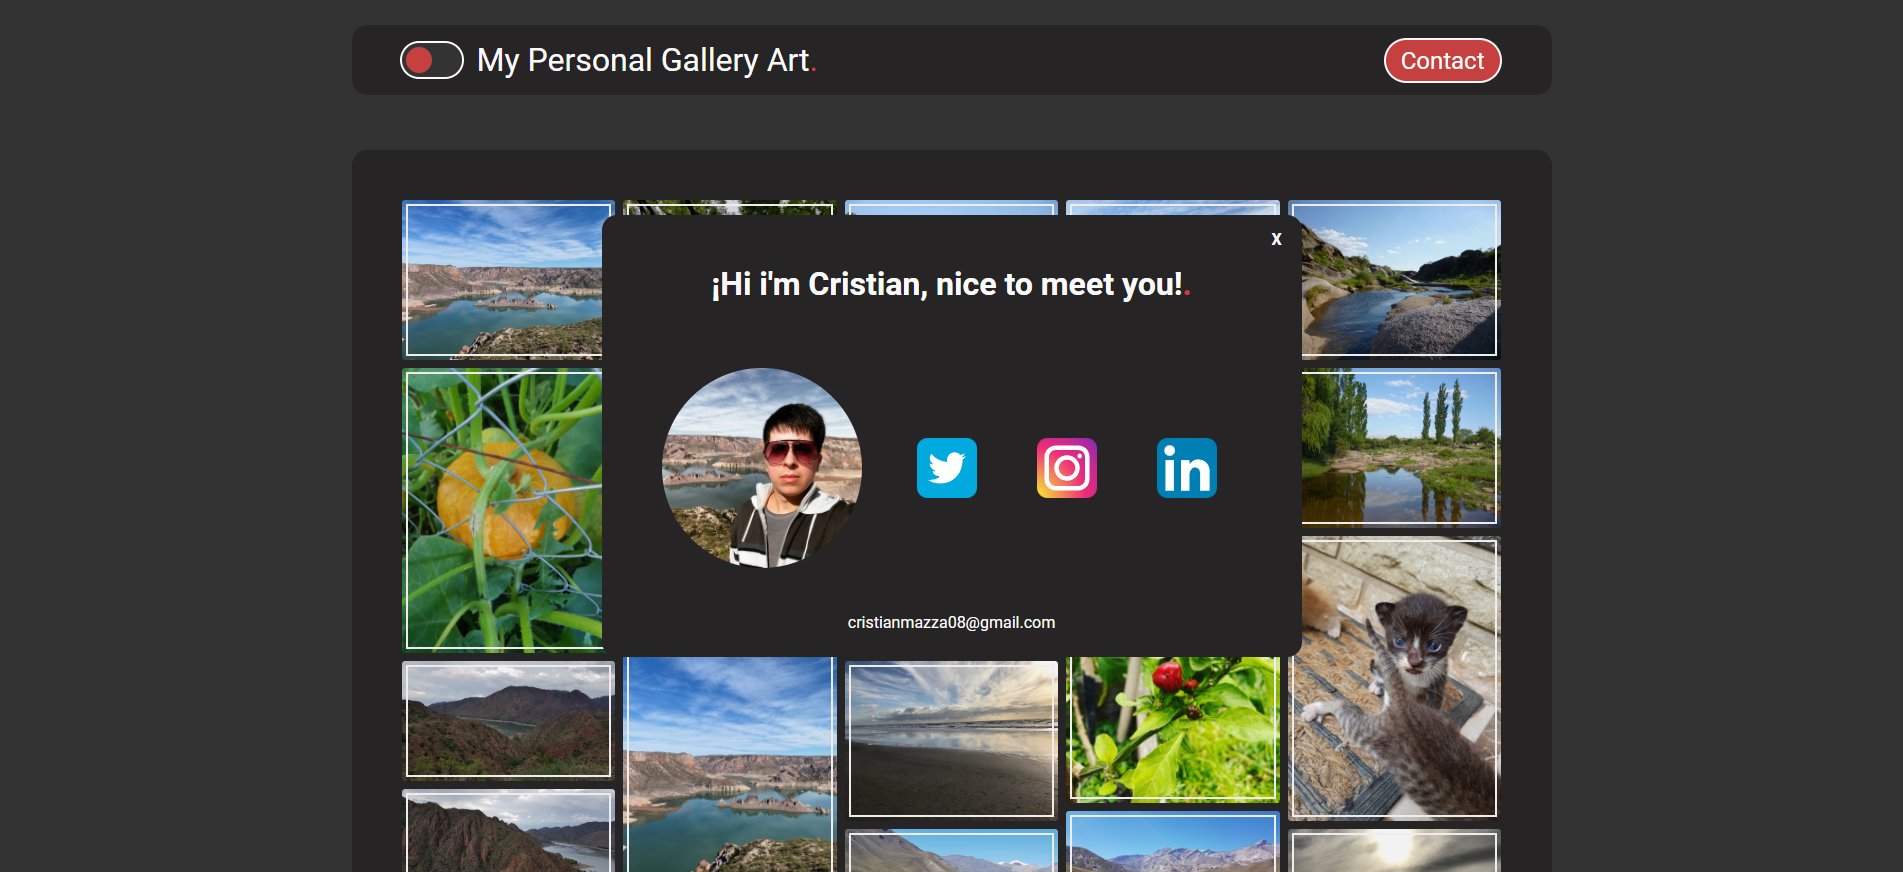 My Personal Gallery Art.
Contact
x
¡Hi i'm Cristian, nice to meet you!.
in
cristianmazza08@gmail.com